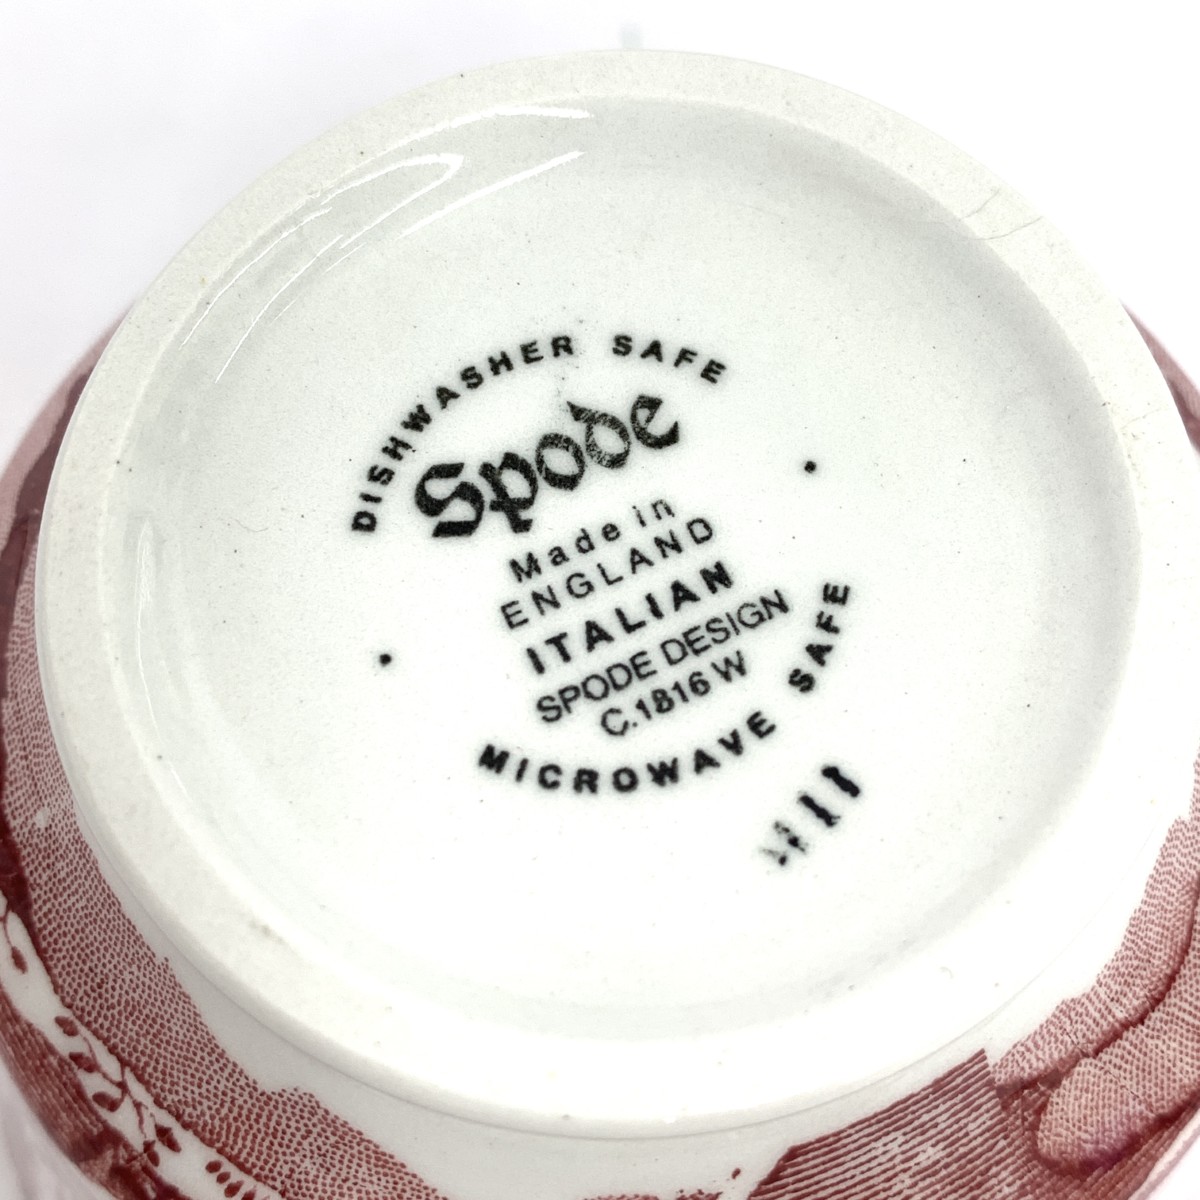 DISHWASHER SAFE
Spode
Made in
ENGLAND
ITALIAN
SPODE DESIGN
C.1816 W
MICROWAVE SAFE